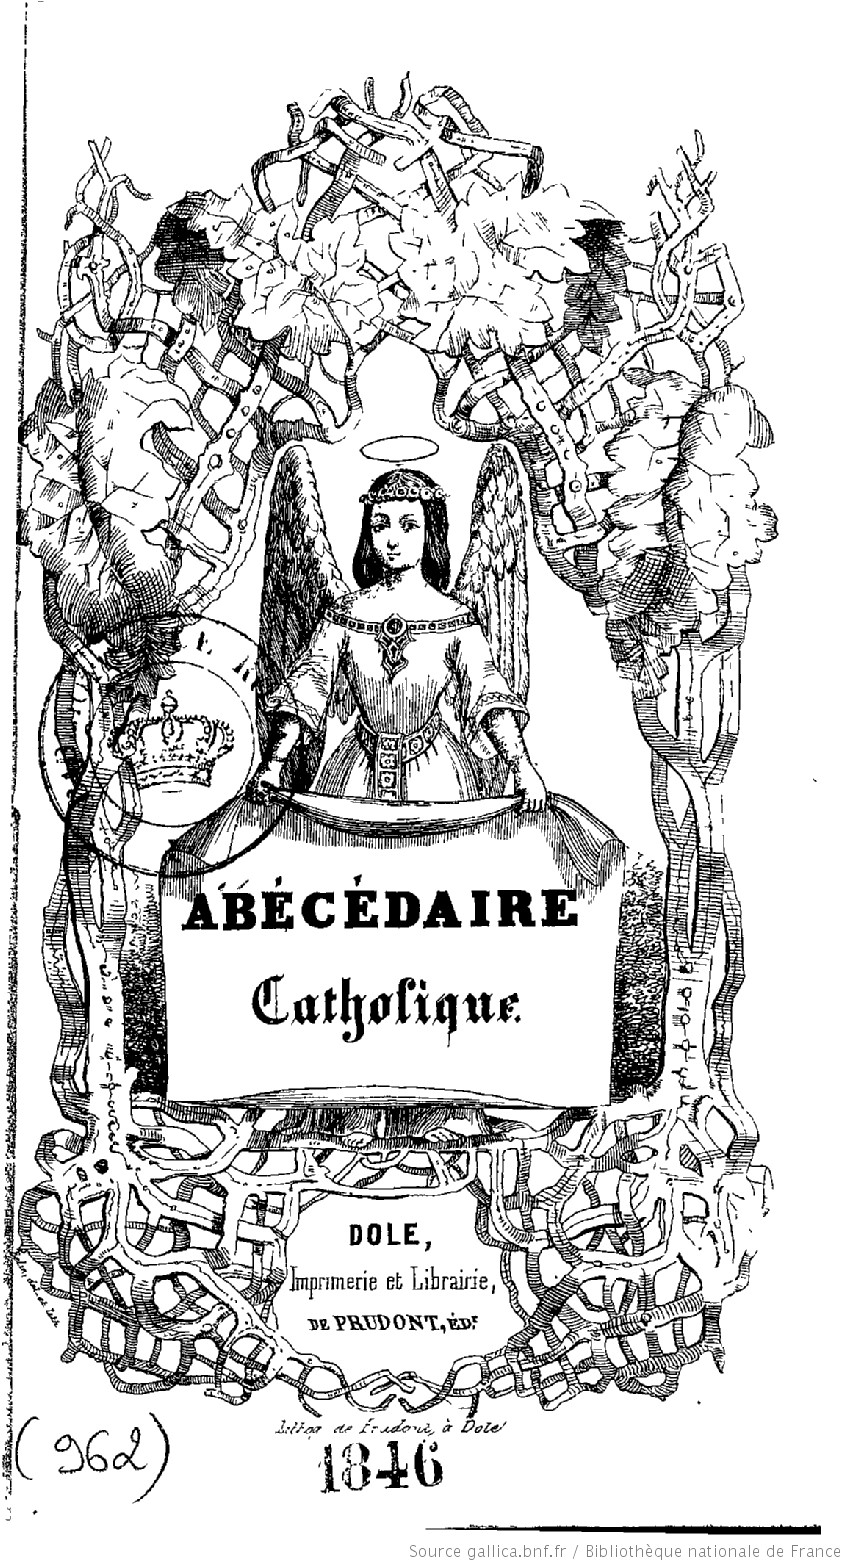 ABÉCÉDAIRE
Catholique.
DOLE,
Imprimerie et Librairie,
DE PRUDONT, ÉD.r
Lithog. de Prudont, à Dole
1846
(962)
Source gallica.bnf.fr / Bibliothèque nationale de France